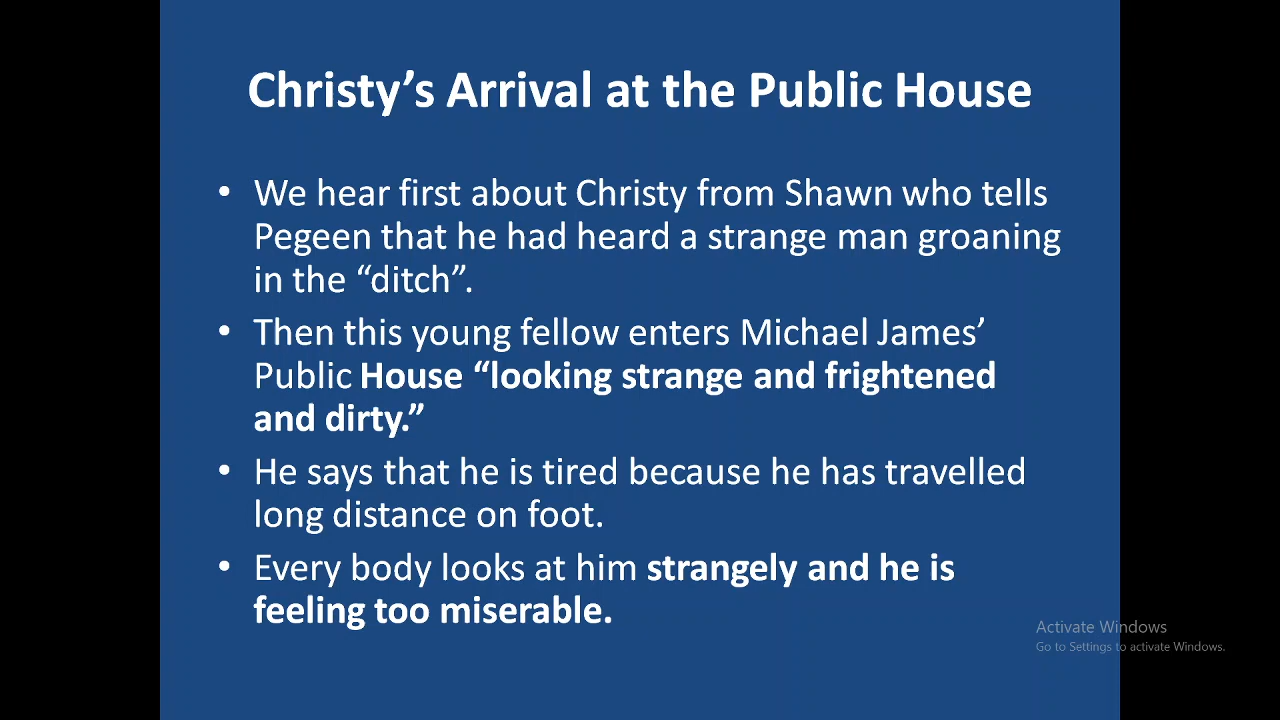 Christy’s Arrival at the Public House
• We hear first about Christy from Shawn who tells
Pegeen that he had heard a strange man groaning
in the “ditch”.
• Then this young fellow enters Michael James’
Public House “looking strange and frightened
and dirty.”
• He says that he is tired because he has travelled
long distance on foot.
• Every body looks at him strangely and he is
feeling too miserable.
Activate Windows
Go to Settings to activate Windows.